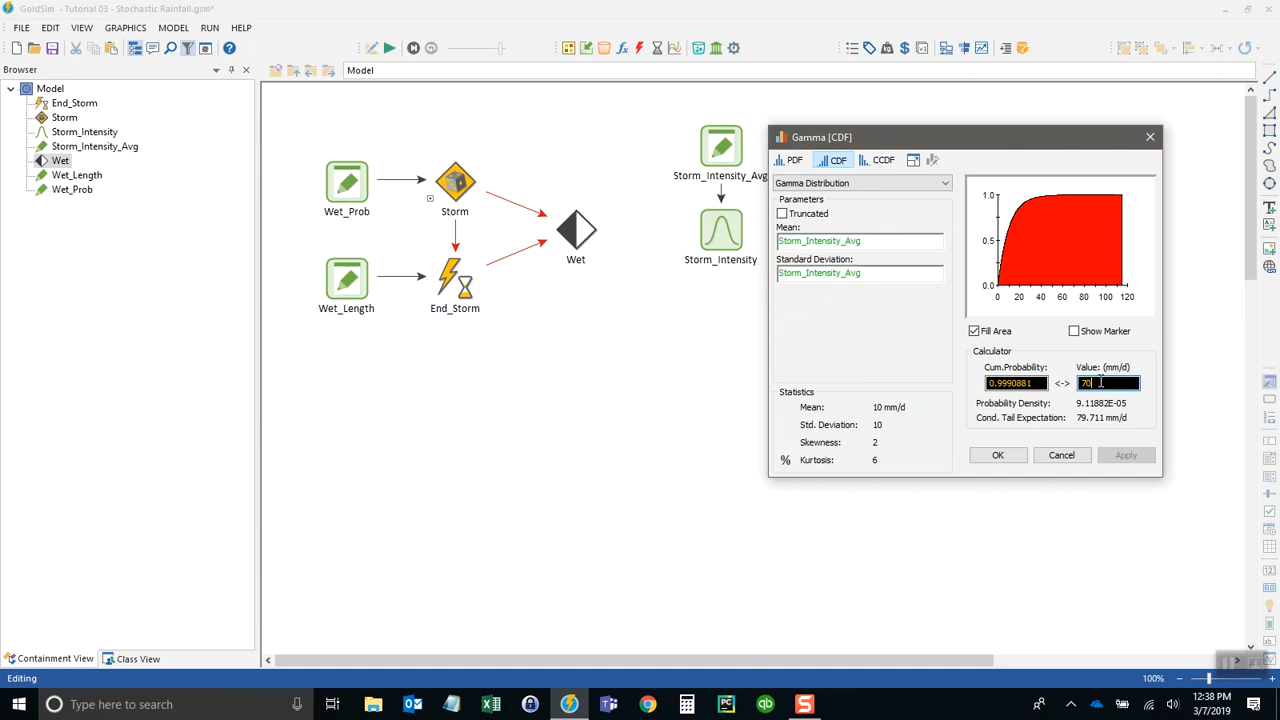 GoldSim - Tutorial 03 - Stochastic Rainfall.gsm*
FILE EDIT VIEW GRAPHICS MODEL RUN HELP
Browser
Model
Model
End_Storm
Storm
Storm_Intensity
Storm_Intensity_Avg
Wet
Wet_Length
Wet_Prob
Wet_Prob
Storm
Wet
Wet_Length
End_Storm
Storm_Intensity_Avg
Storm_Intensity
Gamma [CDF]
PDF CDF CCDF
Gamma Distribution
Parameters
Truncated
Mean:
Storm_Intensity_Avg
Standard Deviation:
Storm_Intensity_Avg
1.0
0.5
0.0
0 20 40 60 80 100 120
Fill Area Show Marker
Calculator
Cum.Probability: Value: (mm/d)
0.9990881 <-> 70
Probability Density: 9.11882E-05
Cond. Tail Expectation: 79.711 mm/d
Statistics
Mean: 10 mm/d
Std. Deviation: 10
Skewness: 2
% Kurtosis: 6
OK Cancel Apply
Containment View Class View
Editing 100%
Type here to search
12:38 PM
3/7/2019